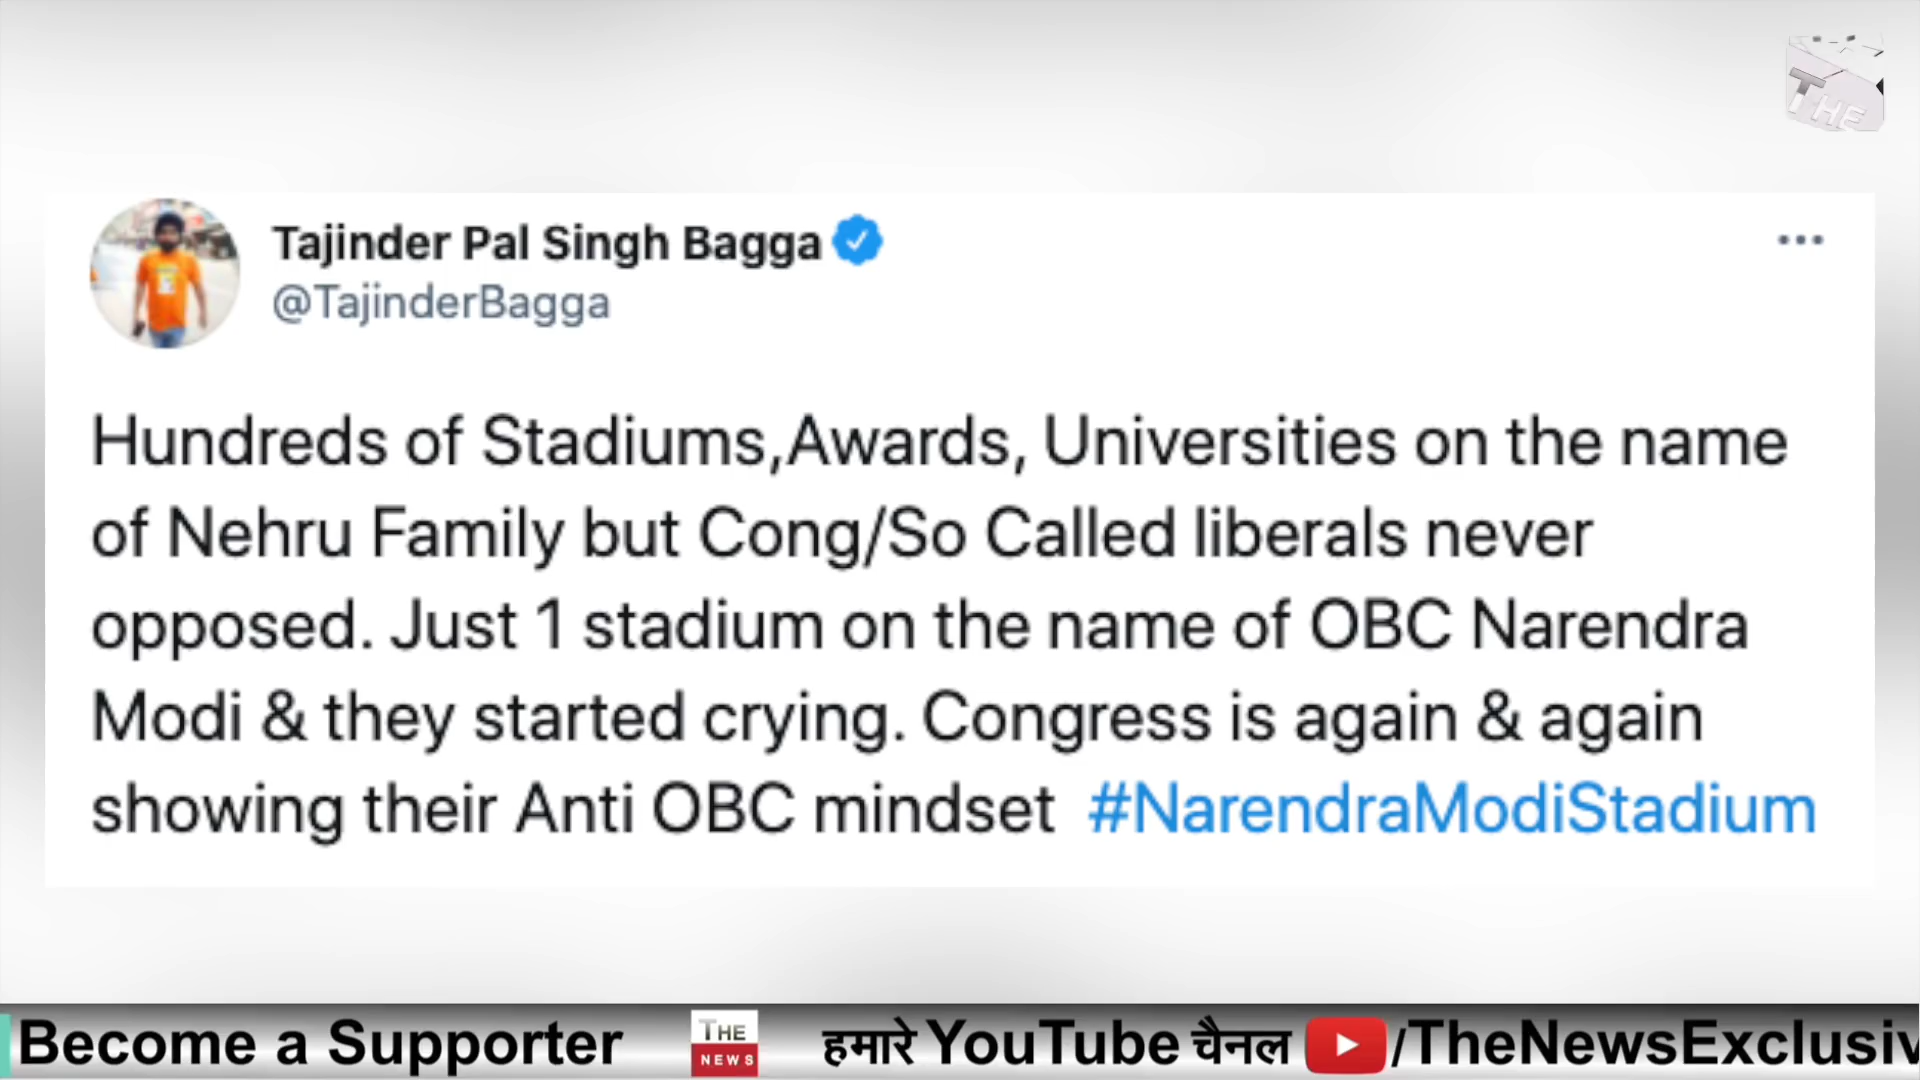 THE
Tajinder Pal Singh Bagga
@TajinderBagga
Hundreds of Stadiums,Awards, Universities on the name
of Nehru Family but Cong/So Called liberals never
opposed. Just 1 stadium on the name of OBC Narendra
Modi & they started crying. Congress is again & again
showing their Anti OBC mindset #NarendraModiStadium
Become a Supporter THE NEWS हमारे YouTube चैनल /TheNewsExclusiv